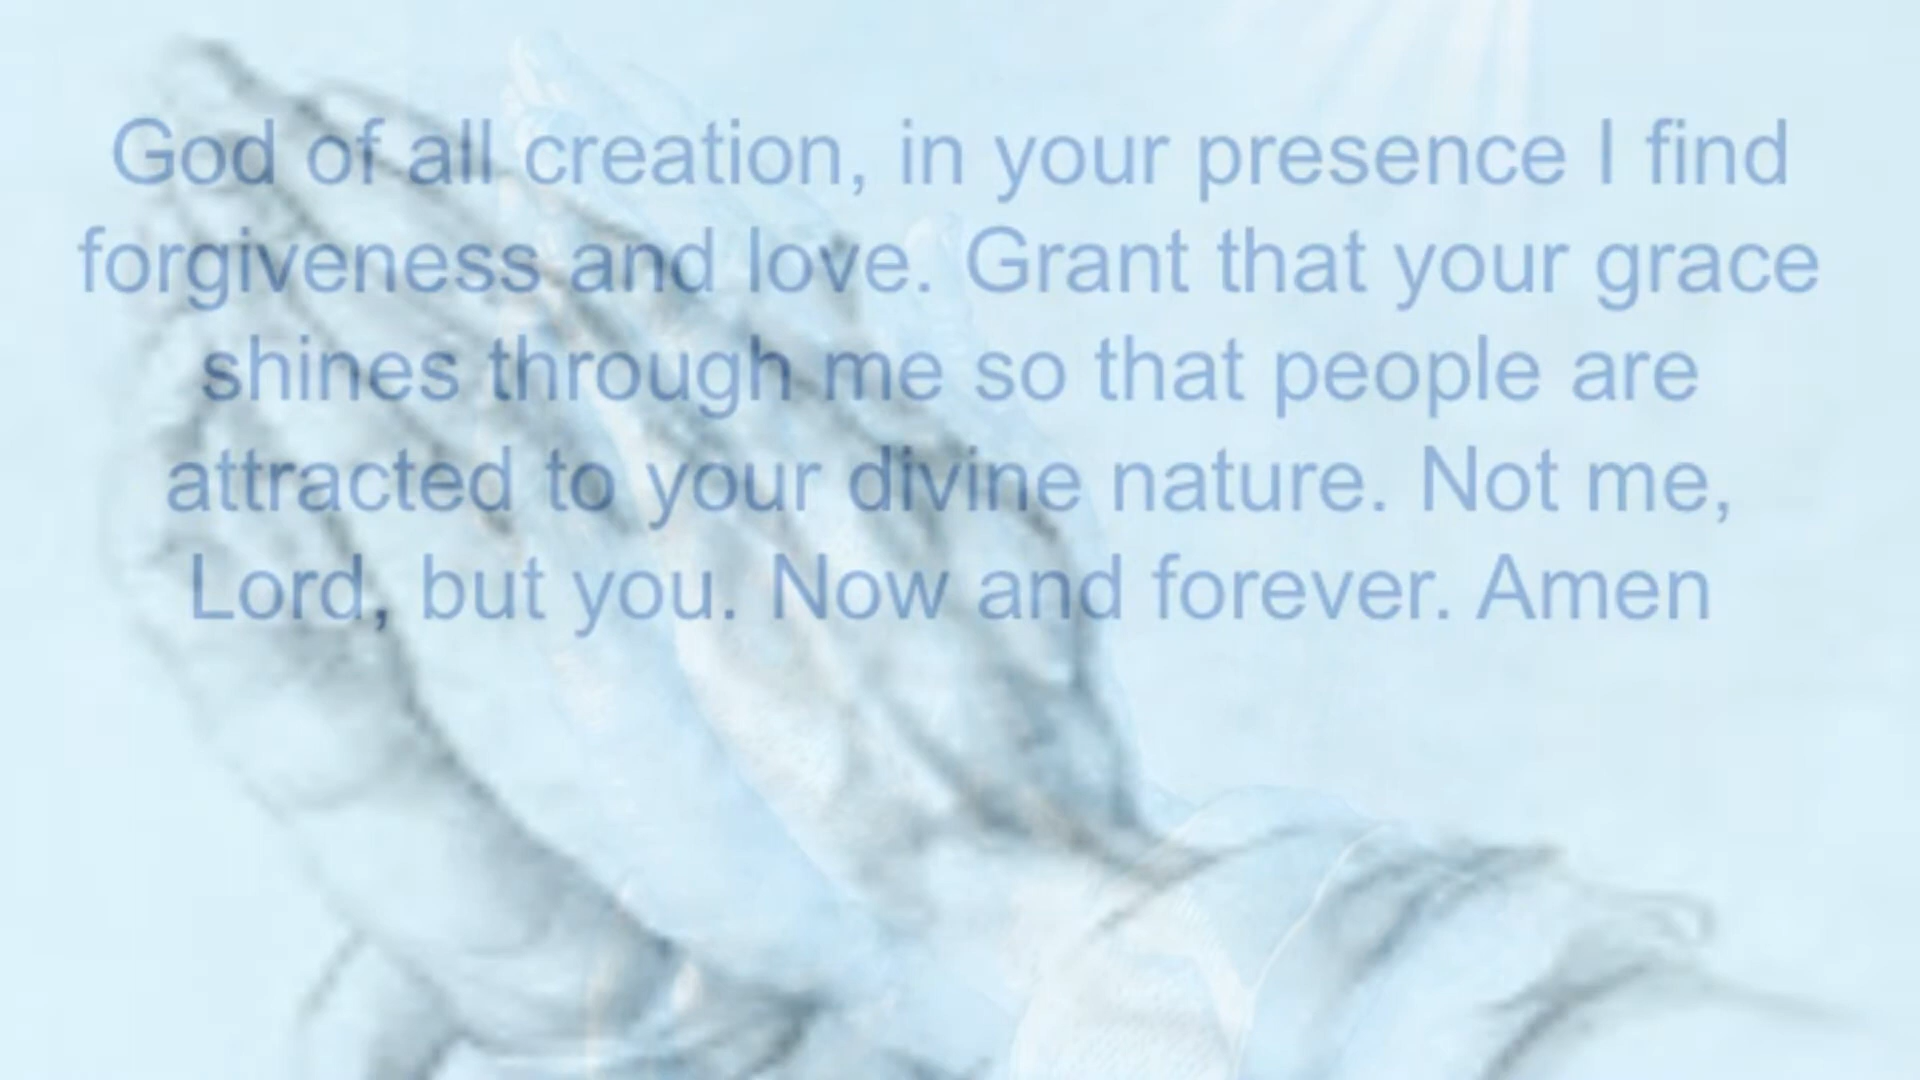 God of all creation, in your presence I find
forgiveness and love. Grant that your grace
shines through me so that people are
attracted to your divine nature. Not me,
Lord, but you. Now and forever. Amen